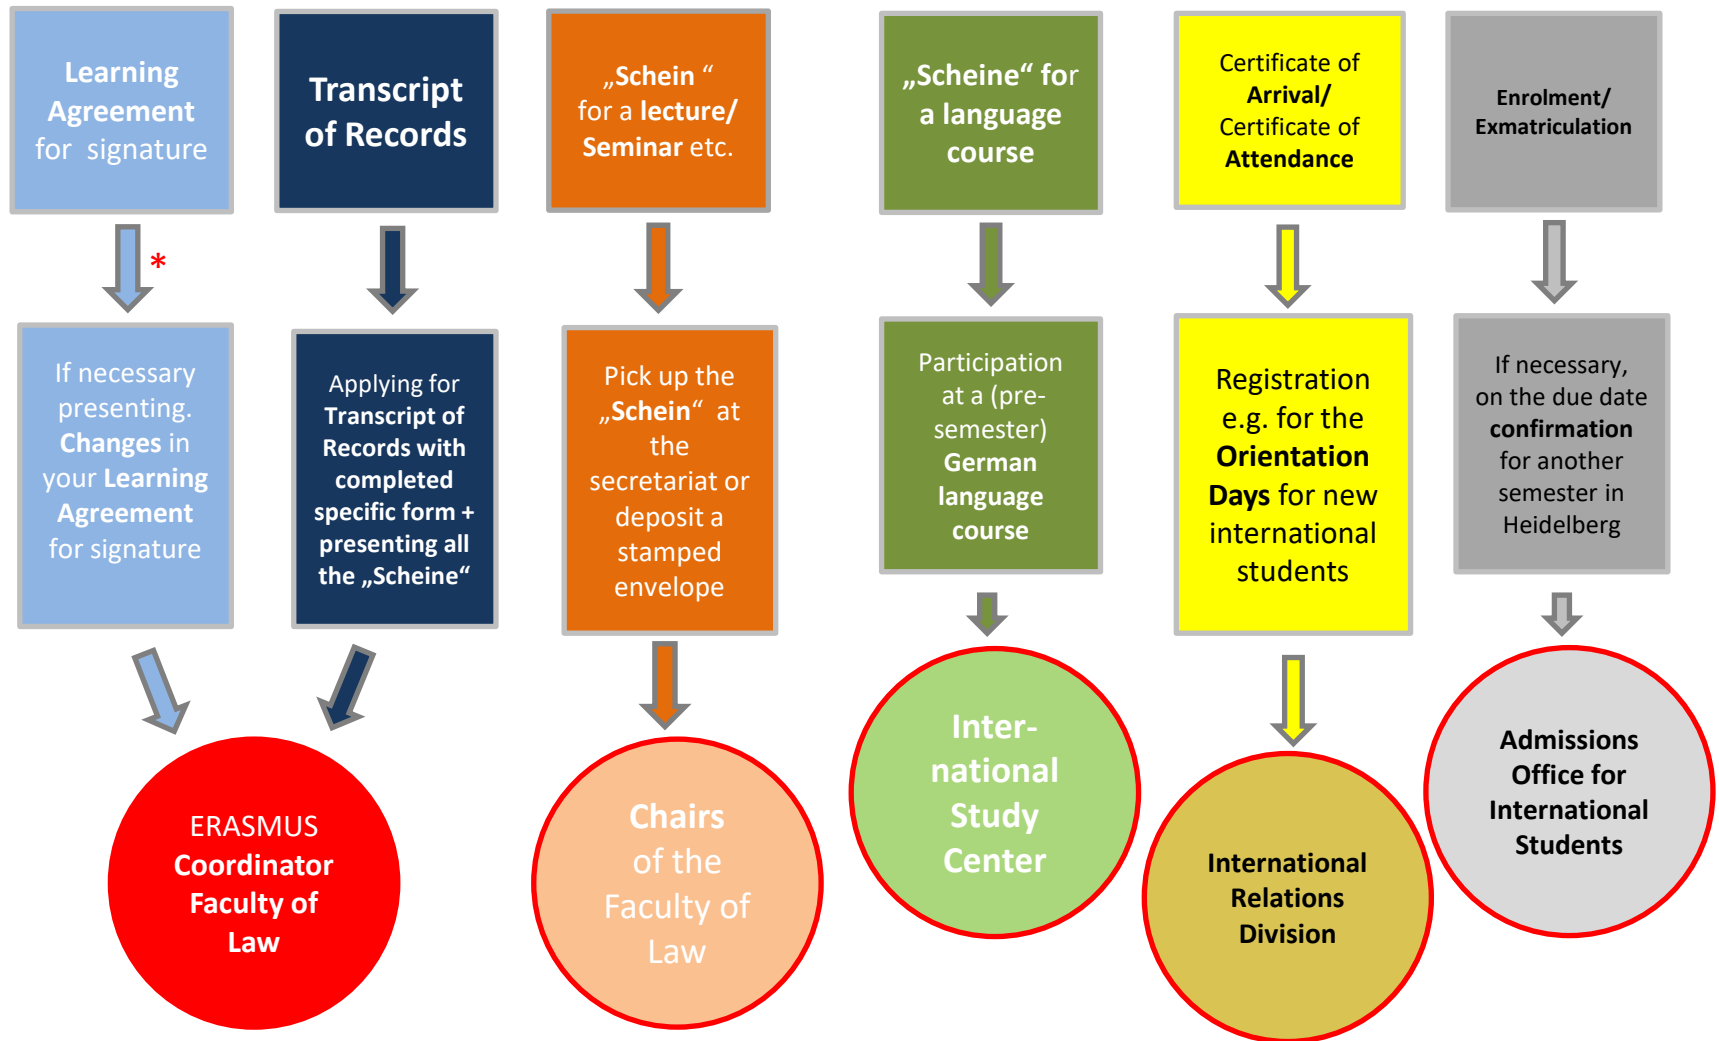 Learning
Agreement
for signature
Transcript
of Records
„Schein “
for a lecture/
Seminar etc.
„Scheine“ for
a language
course
Certificate of
Arrival/
Certificate of
Attendance
Enrolment/
Exmatriculation
*
If necessary
presenting.
Changes in
your Learning
Agreement
for signature
Applying for
Transcript of
Records with
completed
specific form +
presenting all
the „Scheine“
Pick up the
„Schein“ at
the
secretariat or
deposit a
stamped
envelope
Participation
at a (pre-
semester)
German
language
course
Registration
e.g. for the
Orientation
Days for new
international
students
If necessary,
on the due date
confirmation
for another
semester in
Heidelberg
ERASMUS
Coordinator
Faculty of
Law
Chairs
of the
Faculty of
Law
Inter-
national
Study
Center
International
Relations
Division
Admissions
Office for
International
Students